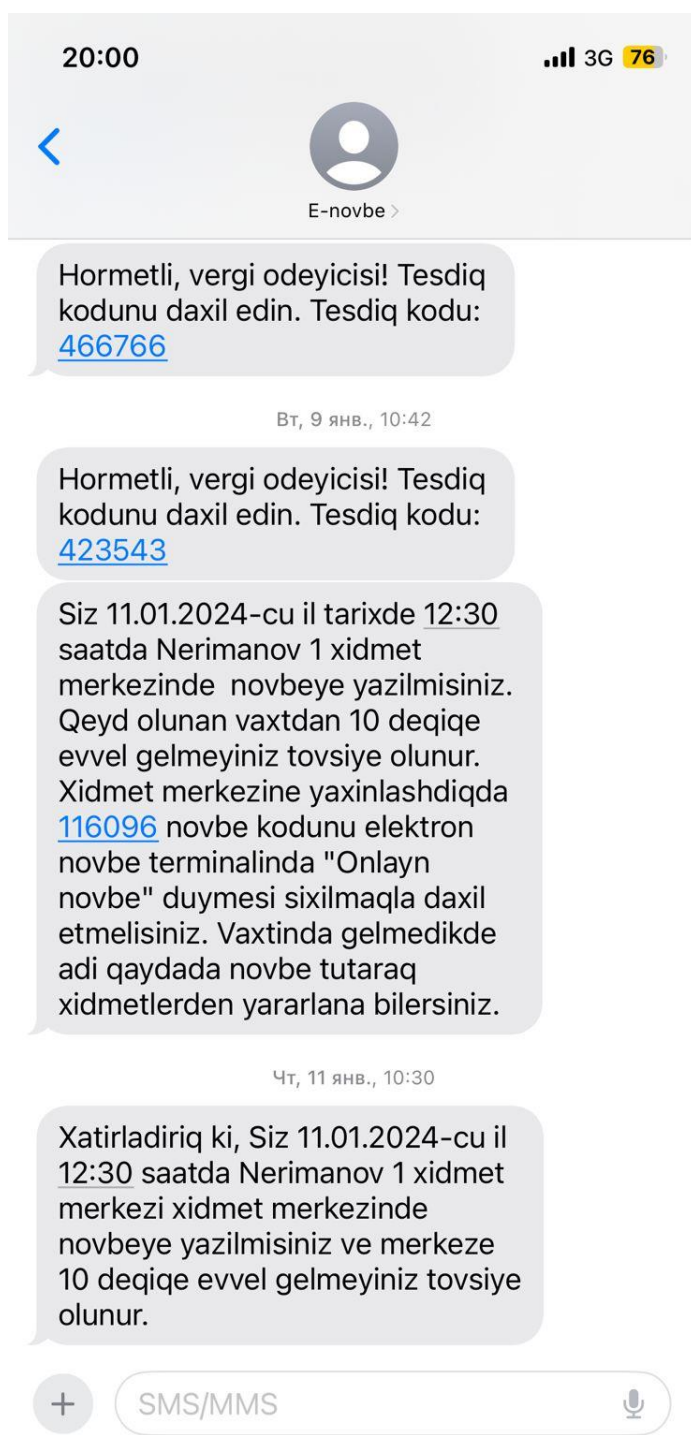 20:00
3G 76
E-novbe
Hormetli, vergi odeyicisi! Tesdiq
kodunu daxil edin. Tesdiq kodu:
466766
Вт, 9 янв., 10:42
Hormetli, vergi odeyicisi! Tesdiq
kodunu daxil edin. Tesdiq kodu:
423543
Siz 11.01.2024-cu il tarixde 12:30
saatda Nerimanov 1 xidmet
merkezinde  novbeye yazilmisiniz.
Qeyd olunan vaxtdan 10 deqiqe
evvel gelmeyiniz tovsiye olunur.
Xidmet merkezine yaxinlashdiqda
116096 novbe kodunu elektron
novbe terminalinda "Onlayn
novbe" duymesi sixilmaqla daxil
etmelisiniz. Vaxtinda gelmedikde
adi qaydada novbe tutaraq
xidmetlerden yararlana bilersiniz.
Чт, 11 янв., 10:30
Xatirladiriq ki, Siz 11.01.2024-cu il
12:30 saatda Nerimanov 1 xidmet
merkezi xidmet merkezinde
novbeye yazilmisiniz ve merkeze
10 deqiqe evvel gelmeyiniz tovsiye
olunur.
SMS/MMS